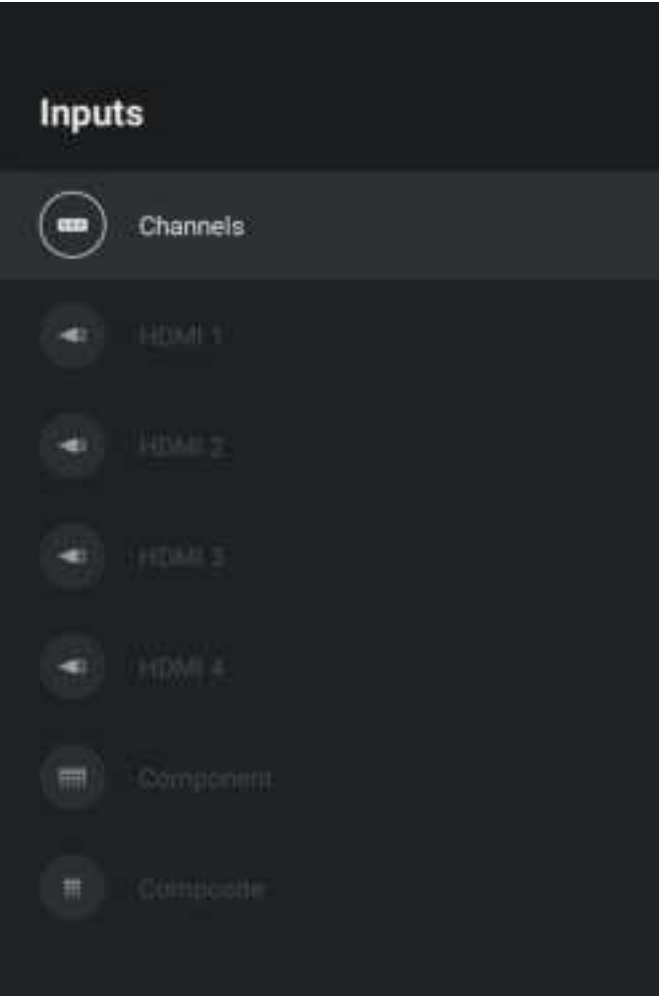 Inputs
Channels
HDMI 1
HDMI 2
HDMI 3
HDMI 4
Component
Composite